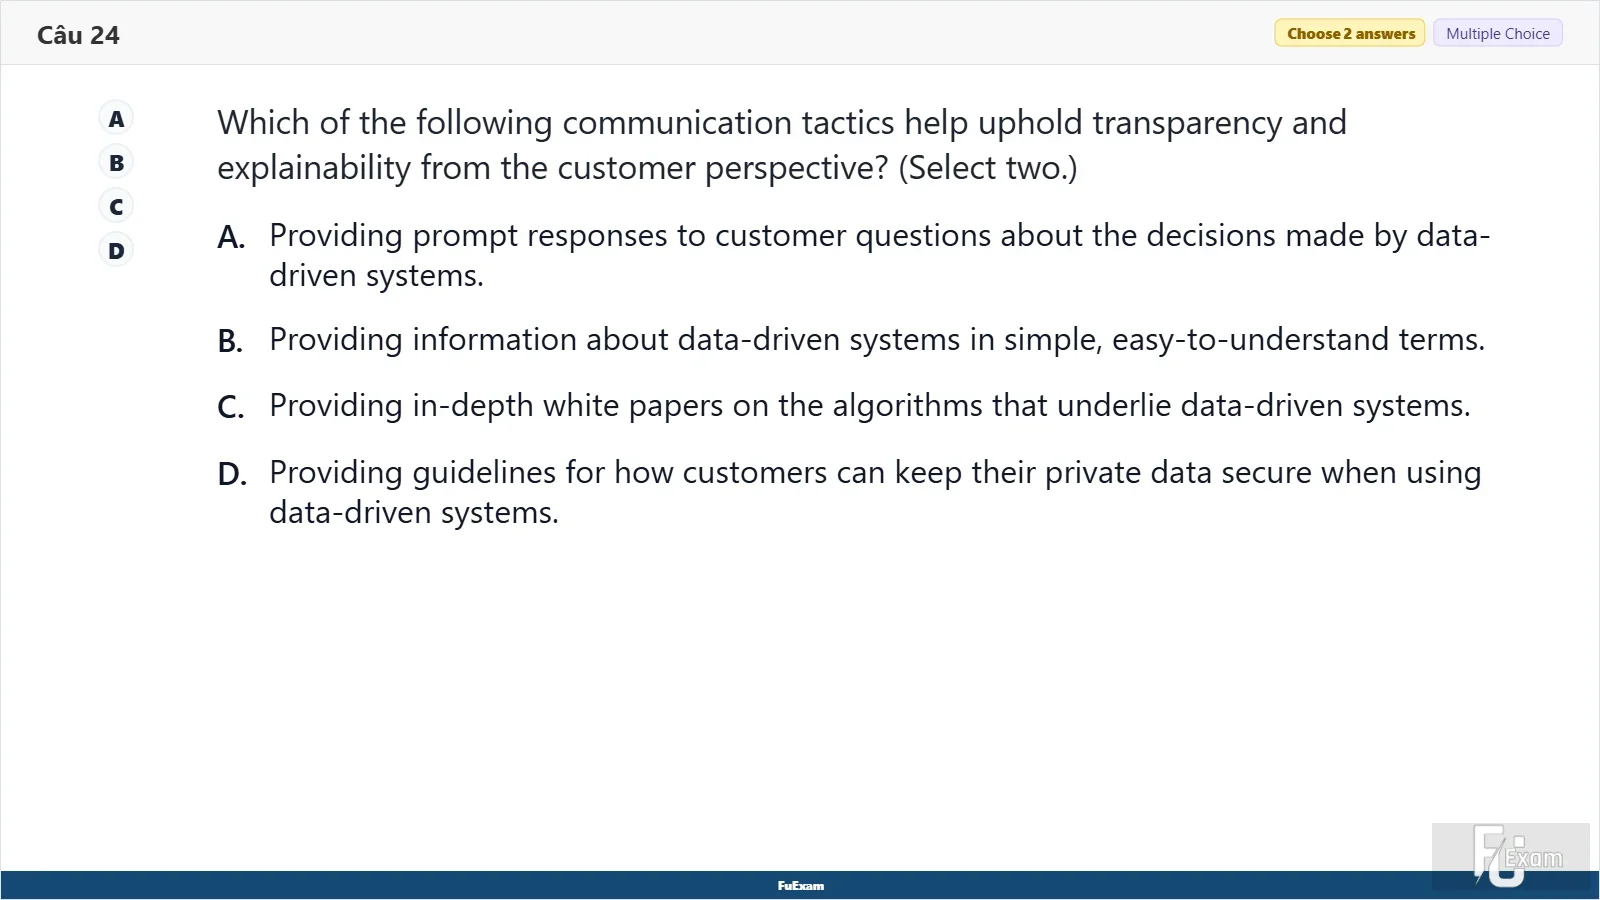 Câu 24
Choose 2 answers
Multiple Choice
A
B
C
D
Which of the following communication tactics help uphold transparency and
explainability from the customer perspective? (Select two.)
A. Providing prompt responses to customer questions about the decisions made by data-
driven systems.
B. Providing information about data-driven systems in simple, easy-to-understand terms.
C. Providing in-depth white papers on the algorithms that underlie data-driven systems.
D. Providing guidelines for how customers can keep their private data secure when using
data-driven systems.
FU Exam
FuExam